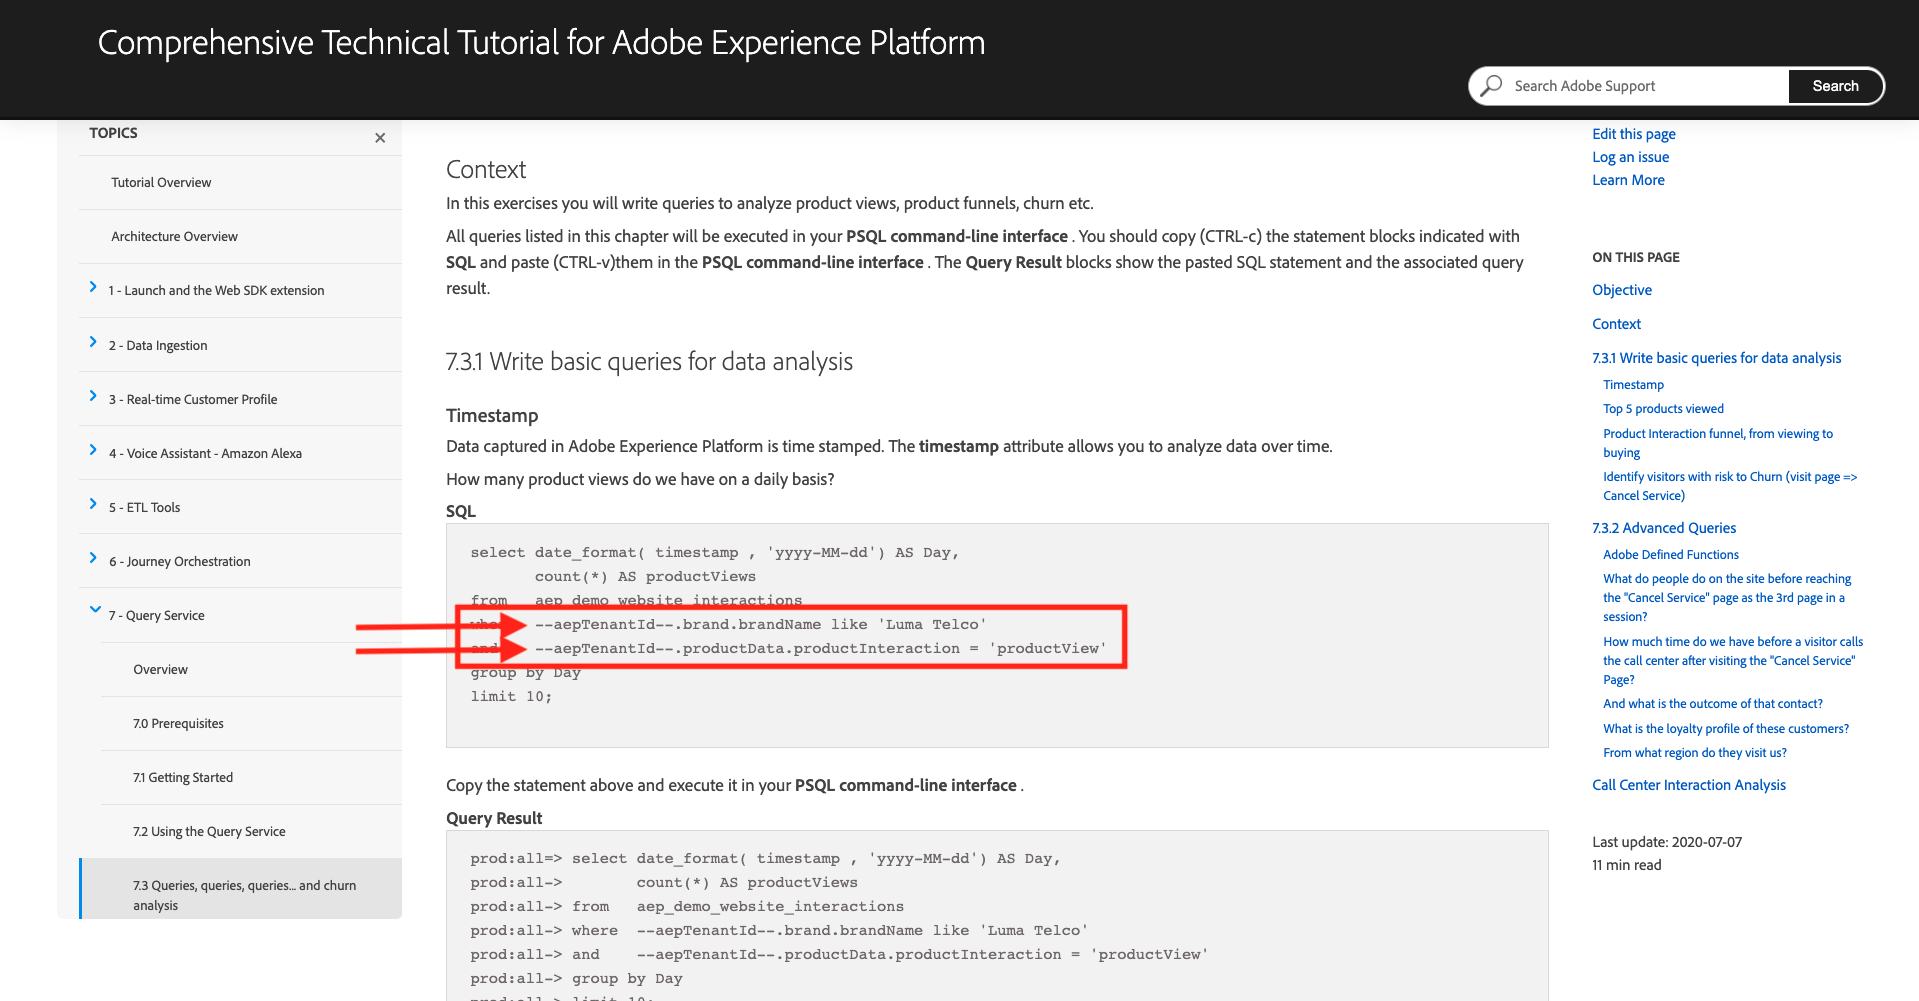 Comprehensive Technical Tutorial for Adobe Experience Platform
Search Adobe Support
Search
TOPICS
×
Tutorial Overview
Architecture Overview
1 - Launch and the Web SDK extension
2 - Data Ingestion
3 - Real-time Customer Profile
4 - Voice Assistant - Amazon Alexa
5 - ETL Tools
6 - Journey Orchestration
7 - Query Service
Overview
7.0 Prerequisites
7.1 Getting Started
7.2 Using the Query Service
7.3 Queries, queries, queries... and churn
analysis
Context
In this exercises you will write queries to analyze product views, product funnels, churn etc.
All queries listed in this chapter will be executed in your PSQL command-line interface . You should copy (CTRL-c) the statement blocks indicated with
SQL and paste (CTRL-v)them in the PSQL command-line interface . The Query Result blocks show the pasted SQL statement and the associated query
result.
7.3.1 Write basic queries for data analysis
Timestamp
Data captured in Adobe Experience Platform is time stamped. The timestamp attribute allows you to analyze data over time.
How many product views do we have on a daily basis?
SQL
select date_format( timestamp , 'yyyy-MM-dd') AS Day,
count(*) AS productViews
from aep_demo_website_interactions
--aepTenantId--.brand.brandName like 'Luma Telco'
and --aepTenantId--.productData.productInteraction = 'productView'
group by Day
limit 10;
Copy the statement above and execute it in your PSQL command-line interface .
Query Result
prod:all=> select date_format( timestamp , 'yyyy-MM-dd') AS Day,
prod:all-> count(*) AS productViews
prod:all-> from aep_demo_website_interactions
prod:all-> where --aepTenantId--.brand.brandName like 'Luma Telco'
prod:all-> and --aepTenantId--.productData.productInteraction = 'productView'
prod:all-> group by Day
prod:all-> limit 10;
Edit this page
Log an issue
Learn More
ON THIS PAGE
Objective
Context
7.3.1 Write basic queries for data analysis
Timestamp
Top 5 products viewed
Product Interaction funnel, from viewing to
buying
Identify visitors with risk to Churn (visit page =>
Cancel Service)
7.3.2 Advanced Queries
Adobe Defined Functions
What do people do on the site before reaching
the "Cancel Service" page as the 3rd page in a
session?
How much time do we have before a visitor calls
the call center after visiting the "Cancel Service"
Page?
And what is the outcome of that contact?
What is the loyalty profile of these customers?
From what region do they visit us?
Call Center Interaction Analysis
Last update: 2020-07-07
11 min read